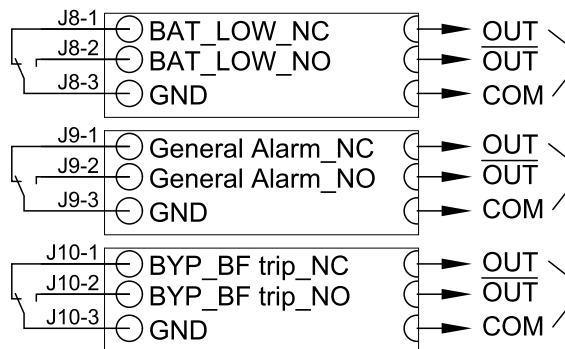 J8-1 BAT_LOW_NC OUT
J8-2 BAT_LOW_NO OUT
J8-3 GND COM
J9-1 General Alarm_NC OUT
J9-2 General Alarm_NO OUT
J9-3 GND COM
J10-1 BYP_BF trip_NC OUT
J10-2 BYP_BF trip_NO OUT
J10-3 GND COM